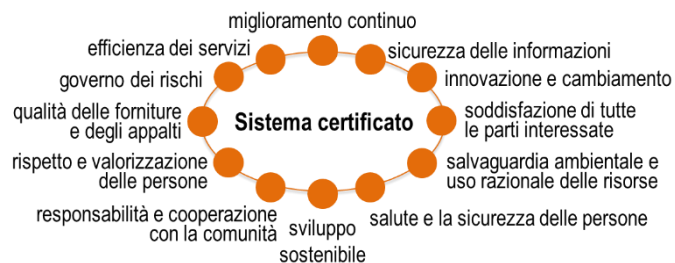 miglioramento continuo
efficienza dei servizi
sicurezza delle informazioni
governo dei rischi
innovazione e cambiamento
qualità delle forniture
e degli appalti
Sistema certificato
soddisfazione di tutte
le parti interessate
rispetto e valorizzazione
delle persone
salvaguardia ambientale e
uso razionale delle risorse
responsabilità e cooperazione
con la comunità
sviluppo
sostenibile
salute e la sicurezza delle persone